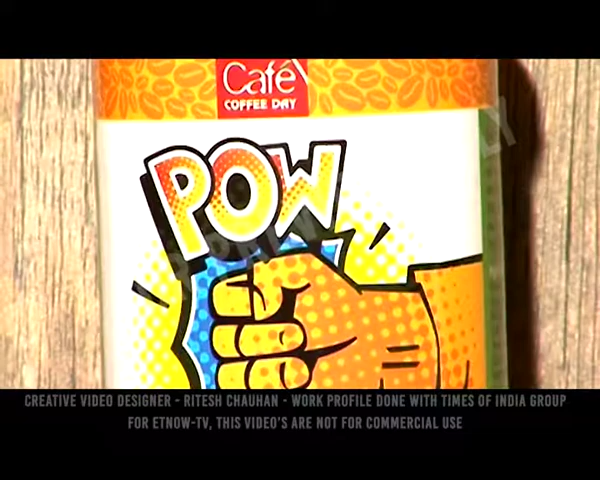 Café
COFFEE DAY
POW
CREATIVE VIDEO DESIGNER - RITESH CHAUHAN - WORK PROFILE DONE WITH TIMES OF INDIA GROUP
FOR ETNOW-TV, THIS VIDEO'S ARE NOT FOR COMMERCIAL USE